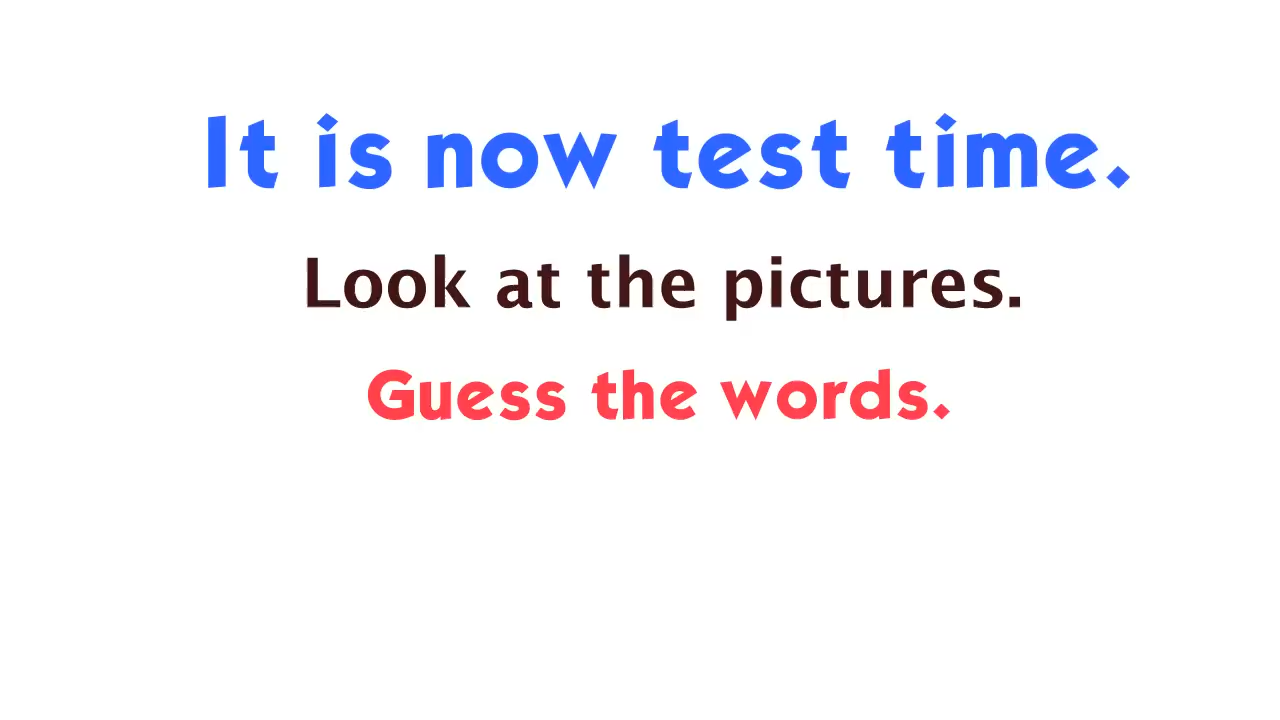 It is now test time.
Look at the pictures.
Guess the words.